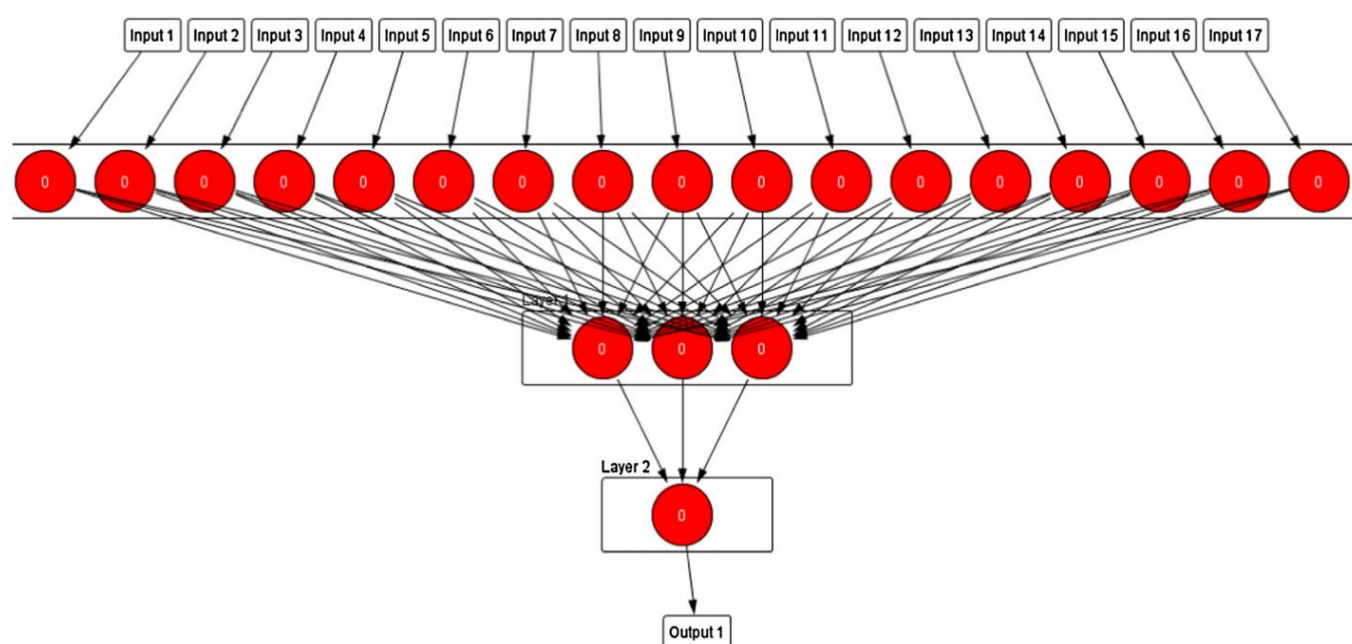 Input 1 Input 2 Input 3 Input 4 Input 5 Input 6 Input 7 Input 8 Input 9 Input 10 Input 11 Input 12 Input 13 Input 14 Input 15 Input 16 Input 17
0 0 0 0 0 0 0 0 0 0 0 0 0 0 0 0 0
Layer 1
0 0 0
Layer 2
0
Output 1